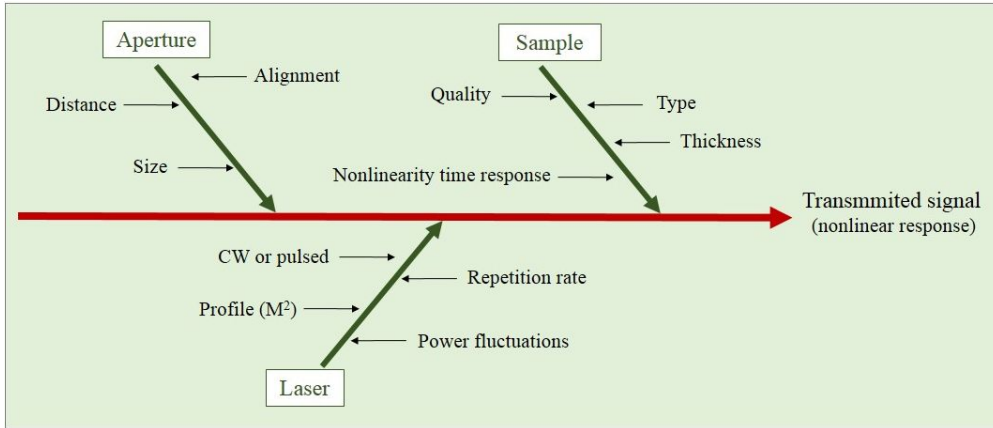 Aperture
Alignment
Distance
Size
Sample
Quality
Type
Thickness
Nonlinearity time response
Transmmited signal
(nonlinear response)
CW or pulsed
Repetition rate
Profile (M²)
Power fluctuations
Laser